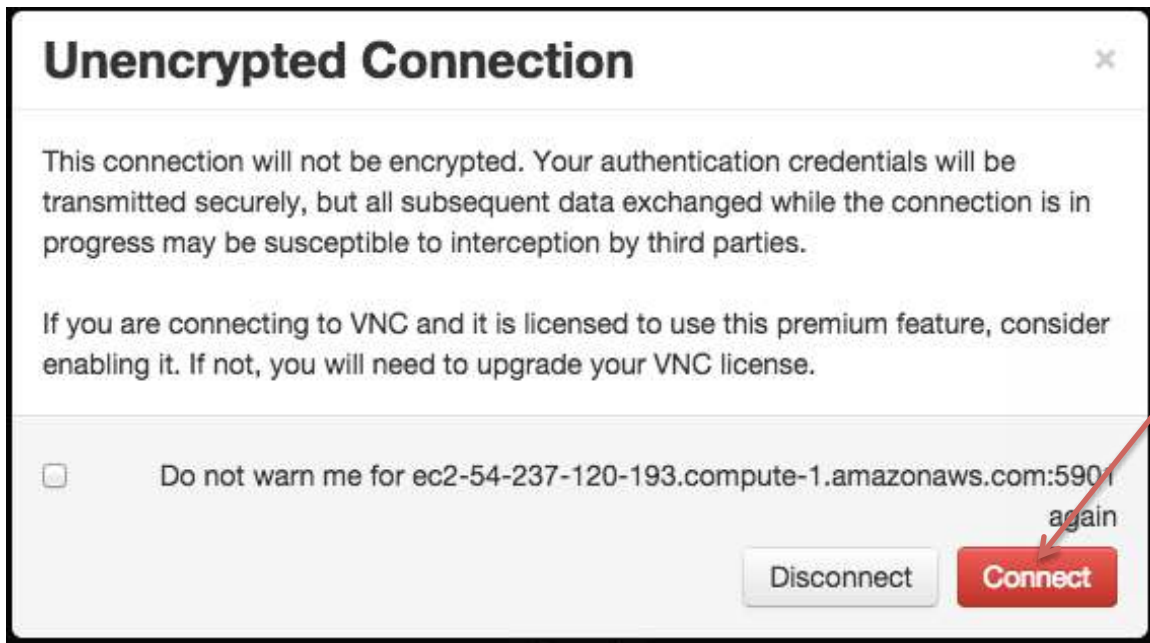 Unencrypted Connection ×
This connection will not be encrypted. Your authentication credentials will be
transmitted securely, but all subsequent data exchanged while the connection is in
progress may be susceptible to interception by third parties.
If you are connecting to VNC and it is licensed to use this premium feature, consider
enabling it. If not, you will need to upgrade your VNC license.
Do not warn me for ec2-54-237-120-193.compute-1.amazonaws.com:5901
again
Disconnect Connect